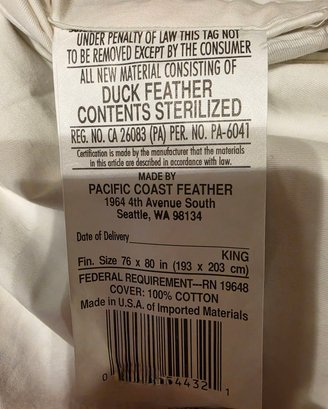 UNDER PENALTY OF LAW THIS TAG NOT
TO BE REMOVED EXCEPT BY THE CONSUMER
ALL NEW MATERIAL CONSISTING OF
DUCK FEATHER
CONTENTS STERILIZED
REG. NO. CA 26083 (PA) PER. NO. PA-6041
Certification is made by the manufacturer that the materials
in this article are described in accordance with law.
MADE BY
PACIFIC COAST FEATHER
1964 4th Avenue South
Seattle, WA 98134
Date of Delivery
KING
Fin. Size 76 x 80 in (193 x 203 cm)
FEDERAL REQUIREMENT---RN 19648
COVER: 100% COTTON
Made in U.S.A. of Imported Materials